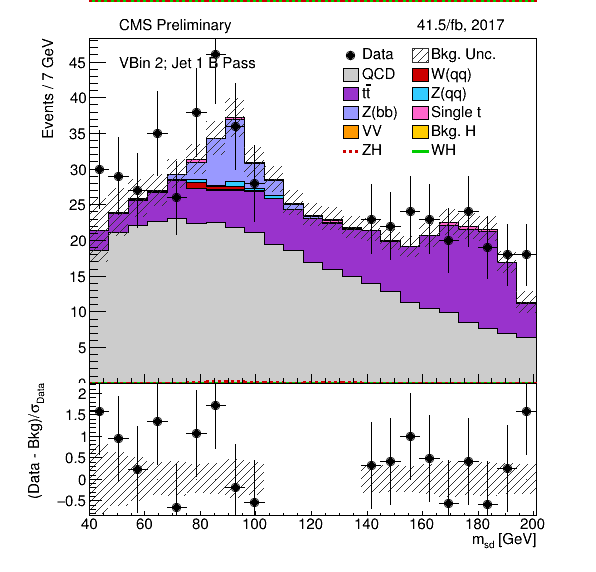 CMS Preliminary 41.5/fb, 2017
VBin 2; Jet 1 B Pass
Data
Bkg. Unc.
QCD
W(qq)
tt̄
Z(qq)
Z(bb)
Single t
VV
Bkg. H
ZH
WH
Events / 7 GeV
45
40
35
30
25
20
15
10
5
0
(Data - Bkg)/σData
2
1.5
1
0.5
0
−0.5
40 60 80 100 120 140 160 180 200
msd [GeV]